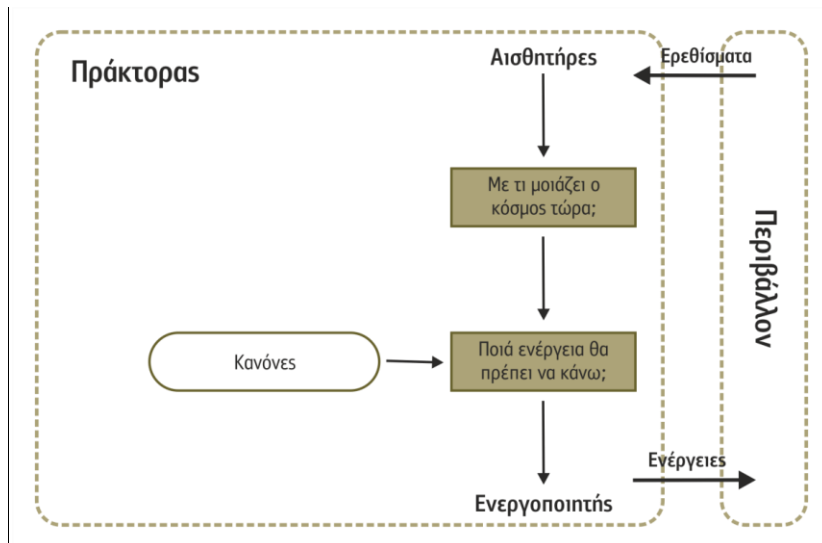 Πράκτορας
Αισθητήρες
Ερεθίσματα
Με τι μοιάζει ο
κόσμος τώρα;
Περιβάλλον
Κανόνες
Ποιά ενέργεια θα
πρέπει να κάνω;
Ενέργειες
Ενεργοποιητής